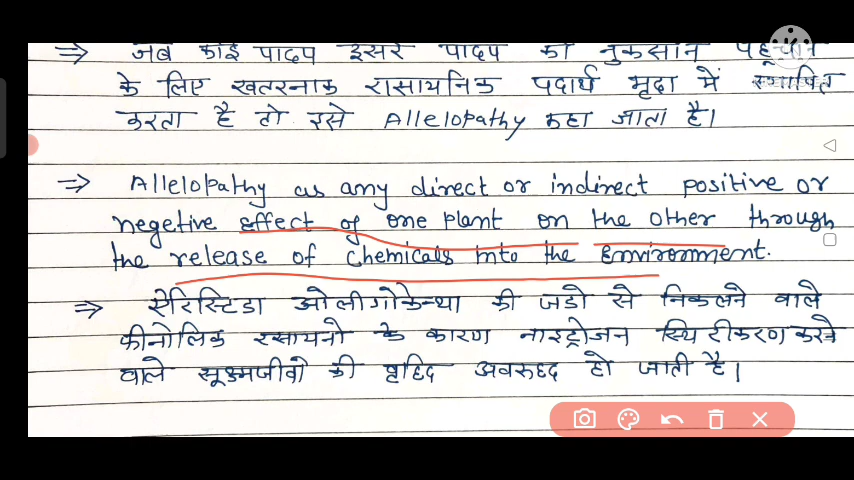 ⇒ जब कोई पादप दूसरे पादप को नुकसान पहुँचाने
के लिए खतरनाक रासायनिक पदार्थ मृदा में स्त्रापित
करता है तो इसे Allelopathy कहा जाता है।
⇒ Allelopathy as any direct or indirect positive or
negetive Effect of one plant on the other through
the release of chemicals into the Environment.
⇒ ऐरिस्टिडा ओलीगोकेन्था की जडो से निकलने वाले
फीनोलिक रसायनो के कारण नाइट्रोजन स्थिरीकरण करने
वाले सूक्ष्मजीवो की वृद्दि अवरुद्द हो जाती है।